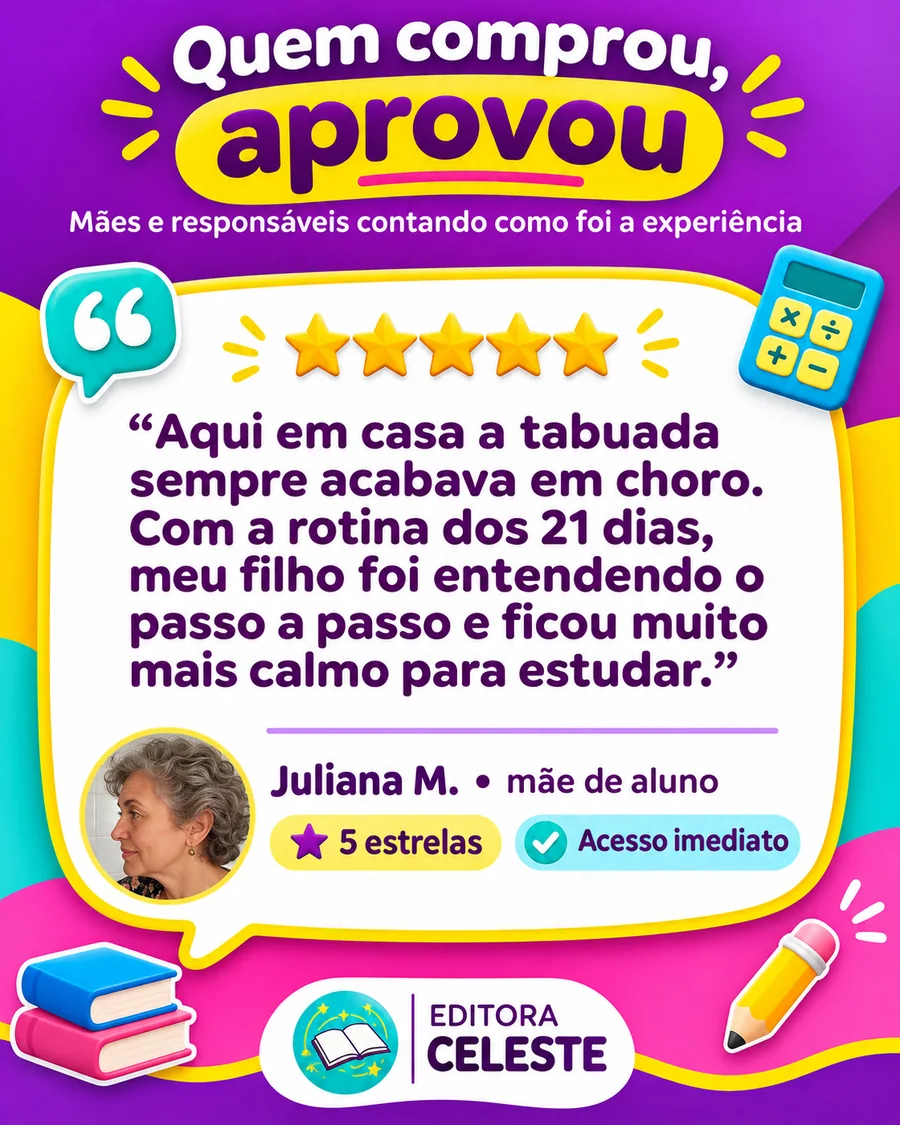 Quem comprou,
aprovou
Mães e responsáveis contando como foi a experiência
“Aqui em casa a tabuada
sempre acabava em choro.
Com a rotina dos 21 dias,
meu filho foi entendendo o
passo a passo e ficou muito
mais calmo para estudar.”
Juliana M. • mãe de aluno
5 estrelas
Acesso imediato
EDITORA
CELESTE